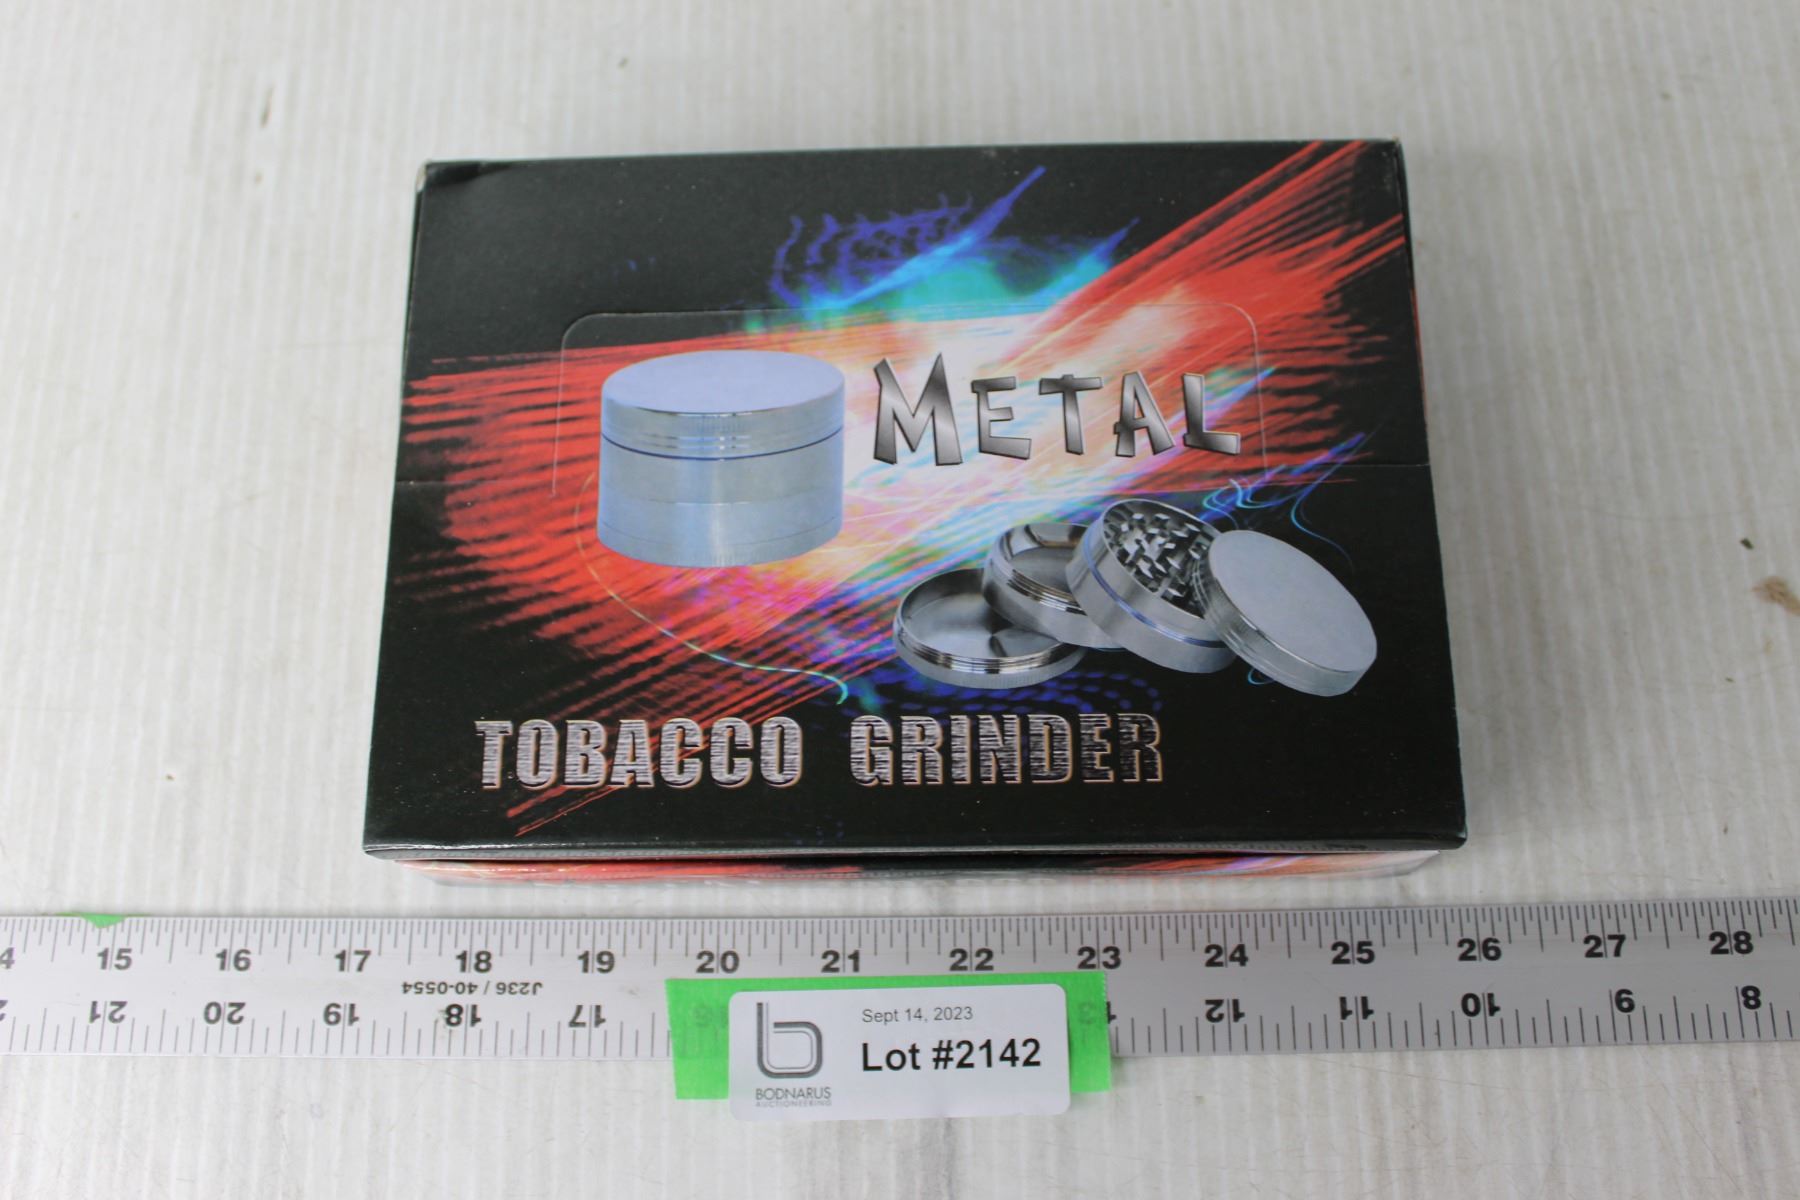 METAL
TOBACCO GRINDER
15 16 17 18 19 20 21 22 23 24 25 26 27 28
J236 / 40-0554
21 20 19 18 17 12 11 10 9 8
Sept 14, 2023
Lot #2142
BODNARUS
AUCTIONEERING